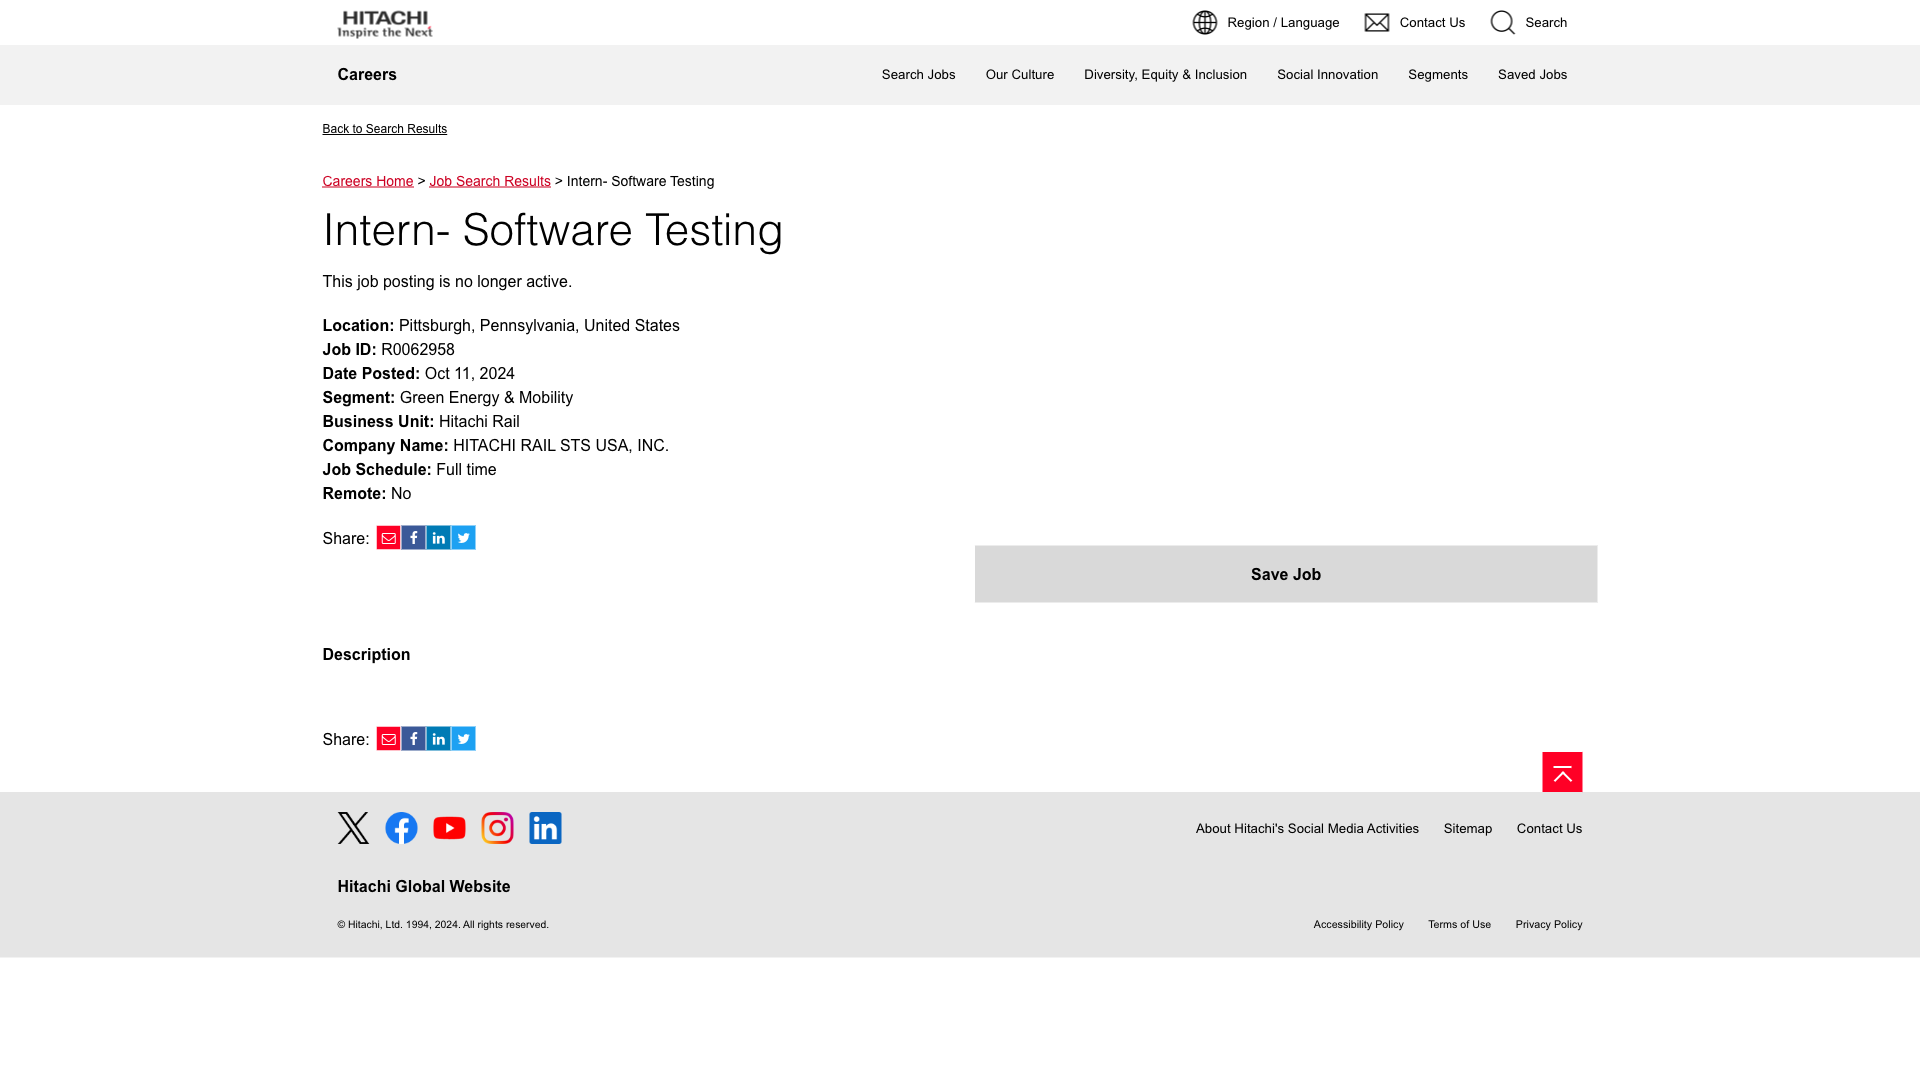 HITACHI
Inspire the Next
Region / Language
Contact Us
Search
Careers
Search Jobs
Our Culture
Diversity, Equity & Inclusion
Social Innovation
Segments
Saved Jobs
Back to Search Results
Careers Home > Job Search Results > Intern- Software Testing
Intern- Software Testing
This job posting is no longer active.
Location: Pittsburgh, Pennsylvania, United States
Job ID: R0062958
Date Posted: Oct 11, 2024
Segment: Green Energy & Mobility
Business Unit: Hitachi Rail
Company Name: HITACHI RAIL STS USA, INC.
Job Schedule: Full time
Remote: No
Share:
Save Job
Description
Share:
About Hitachi's Social Media Activities
Sitemap
Contact Us
Hitachi Global Website
© Hitachi, Ltd. 1994, 2024. All rights reserved.
Accessibility Policy
Terms of Use
Privacy Policy